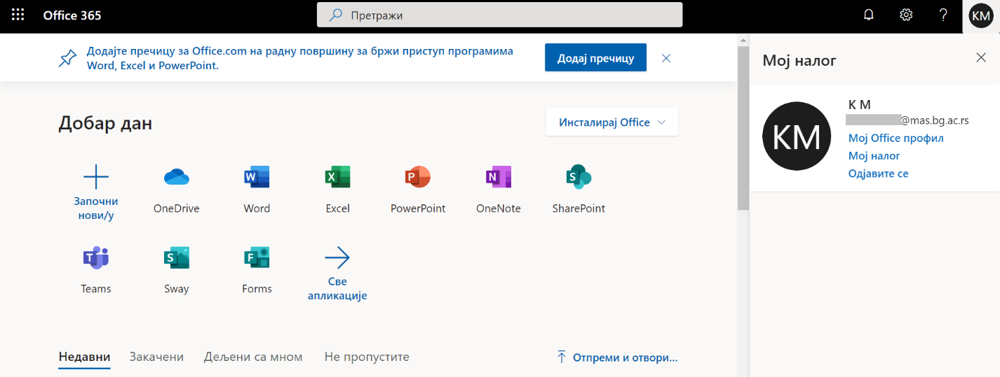 Office 365
Претражи
KM
Додајте пречицу за Office.com на радну површину за бржи приступ програмима
Word, Excel и PowerPoint.
Додај пречицу
Мој налог
Добар дан
Инсталирај Office
KM
K M
@mas.bg.ac.rs
Мој Office профил
Мој налог
Одјавите се
Започни
нови/у
OneDrive
Word
Excel
PowerPoint
OneNote
SharePoint
Teams
Sway
Forms
Све
апликације
Недавни
Закачени
Дељени са мном
Не пропустите
Отпреми и отвори...